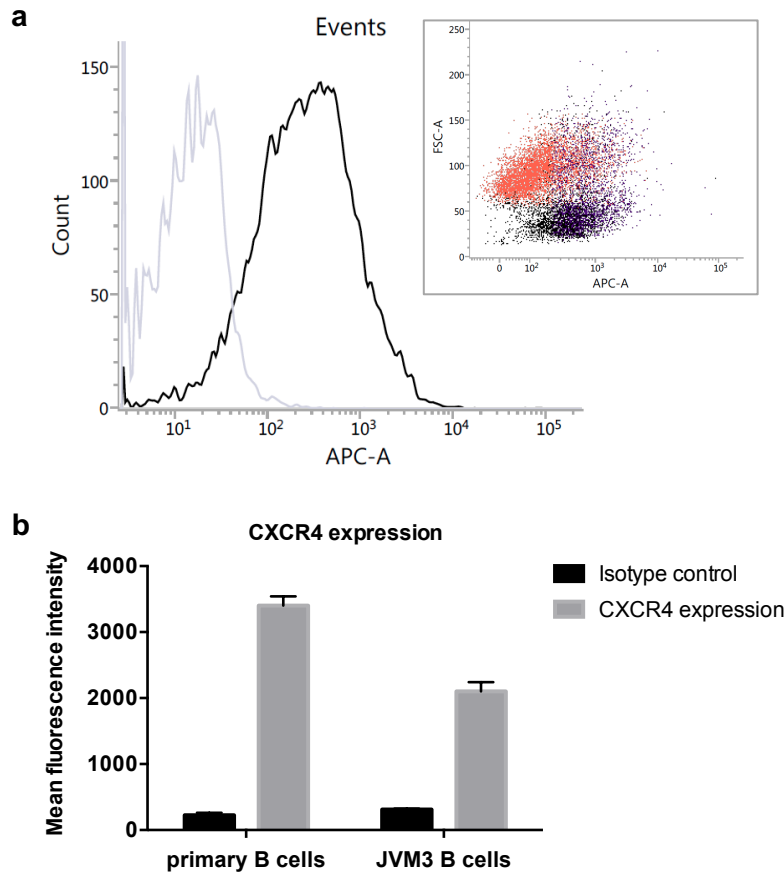 a
Events
150
100
50
0
Count
10¹ 10² 10³ 10⁴ 10⁵
APC-A
250
200
150
100
50
0
FSC-A
0 10² 10³ 10⁴ 10⁵
APC-A
b
CXCR4 expression
4000
3000
2000
1000
0
Mean fluorescence intensity
primary B cells JVM3 B cells
Isotype control
CXCR4 expression